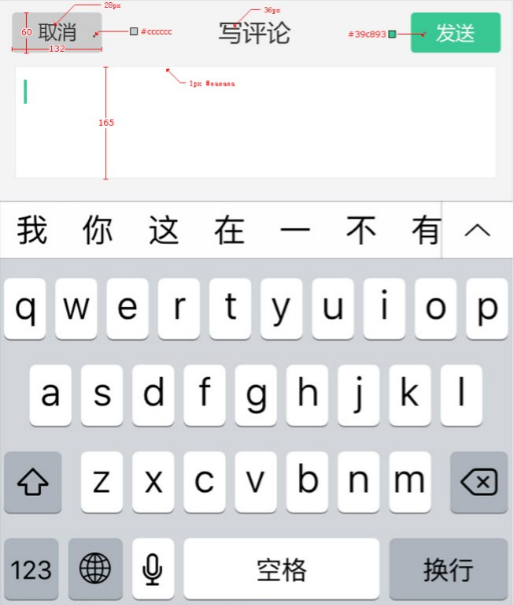 28px
36px
60 取消 #cccccc 写评论 #39c893 发送
132
1px #eaeaea
165
我 你 这 在 一 不 有
q w e r t y u i o p
a s d f g h j k l
z x c v b n m
123 空格 换行